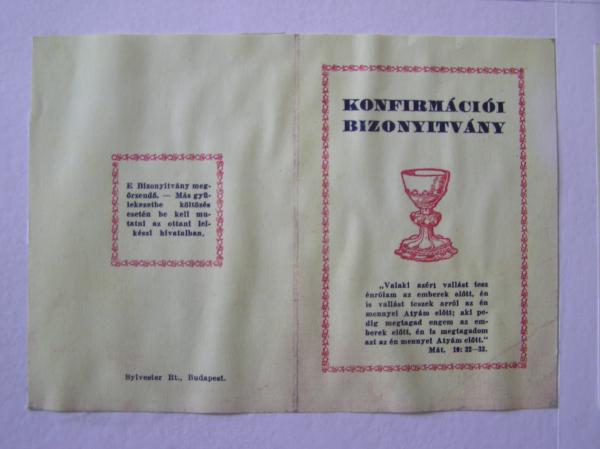 E Bizonyítvány meg-
őrzendő. — Más gyü-
lekezetbe költözés
esetén be kell mu-
tatni az ottani lel-
készi hivatalban.
Sylvester Rt., Budapest.
KONFIRMÁCIÓI
BIZONYITVÁNY
„Valaki azért vallást tesz
énrólam az emberek előtt, én
is vallást teszek arról az én
mennyei Atyám előtt; aki pe-
dig megtagad engem az em-
berek előtt, én is megtagadom
azt az én mennyei Atyám előtt.“
Mát. 10: 32—33.